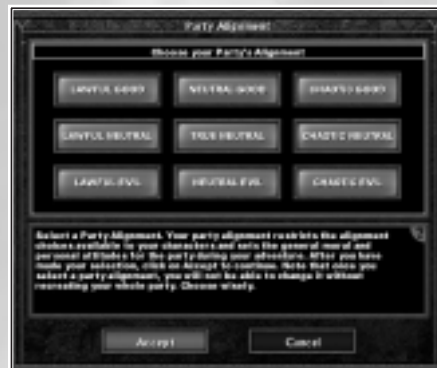 Party Alignment
Choose your Party's Alignment
LAWFUL GOOD NEUTRAL GOOD CHAOTIC GOOD
LAWFUL NEUTRAL TRUE NEUTRAL CHAOTIC NEUTRAL
LAWFUL EVIL NEUTRAL EVIL CHAOTIC EVIL
Select a Party Alignment. Your party alignment restricts the alignment
choices available to your characters and sets the general moral and
personal attitudes for the party during your adventure. After you have
made your selection, click on Accept to continue. Note that once you
select a party alignment, you will not be able to change it without
recreating your whole party. Choose wisely.
Accept Cancel